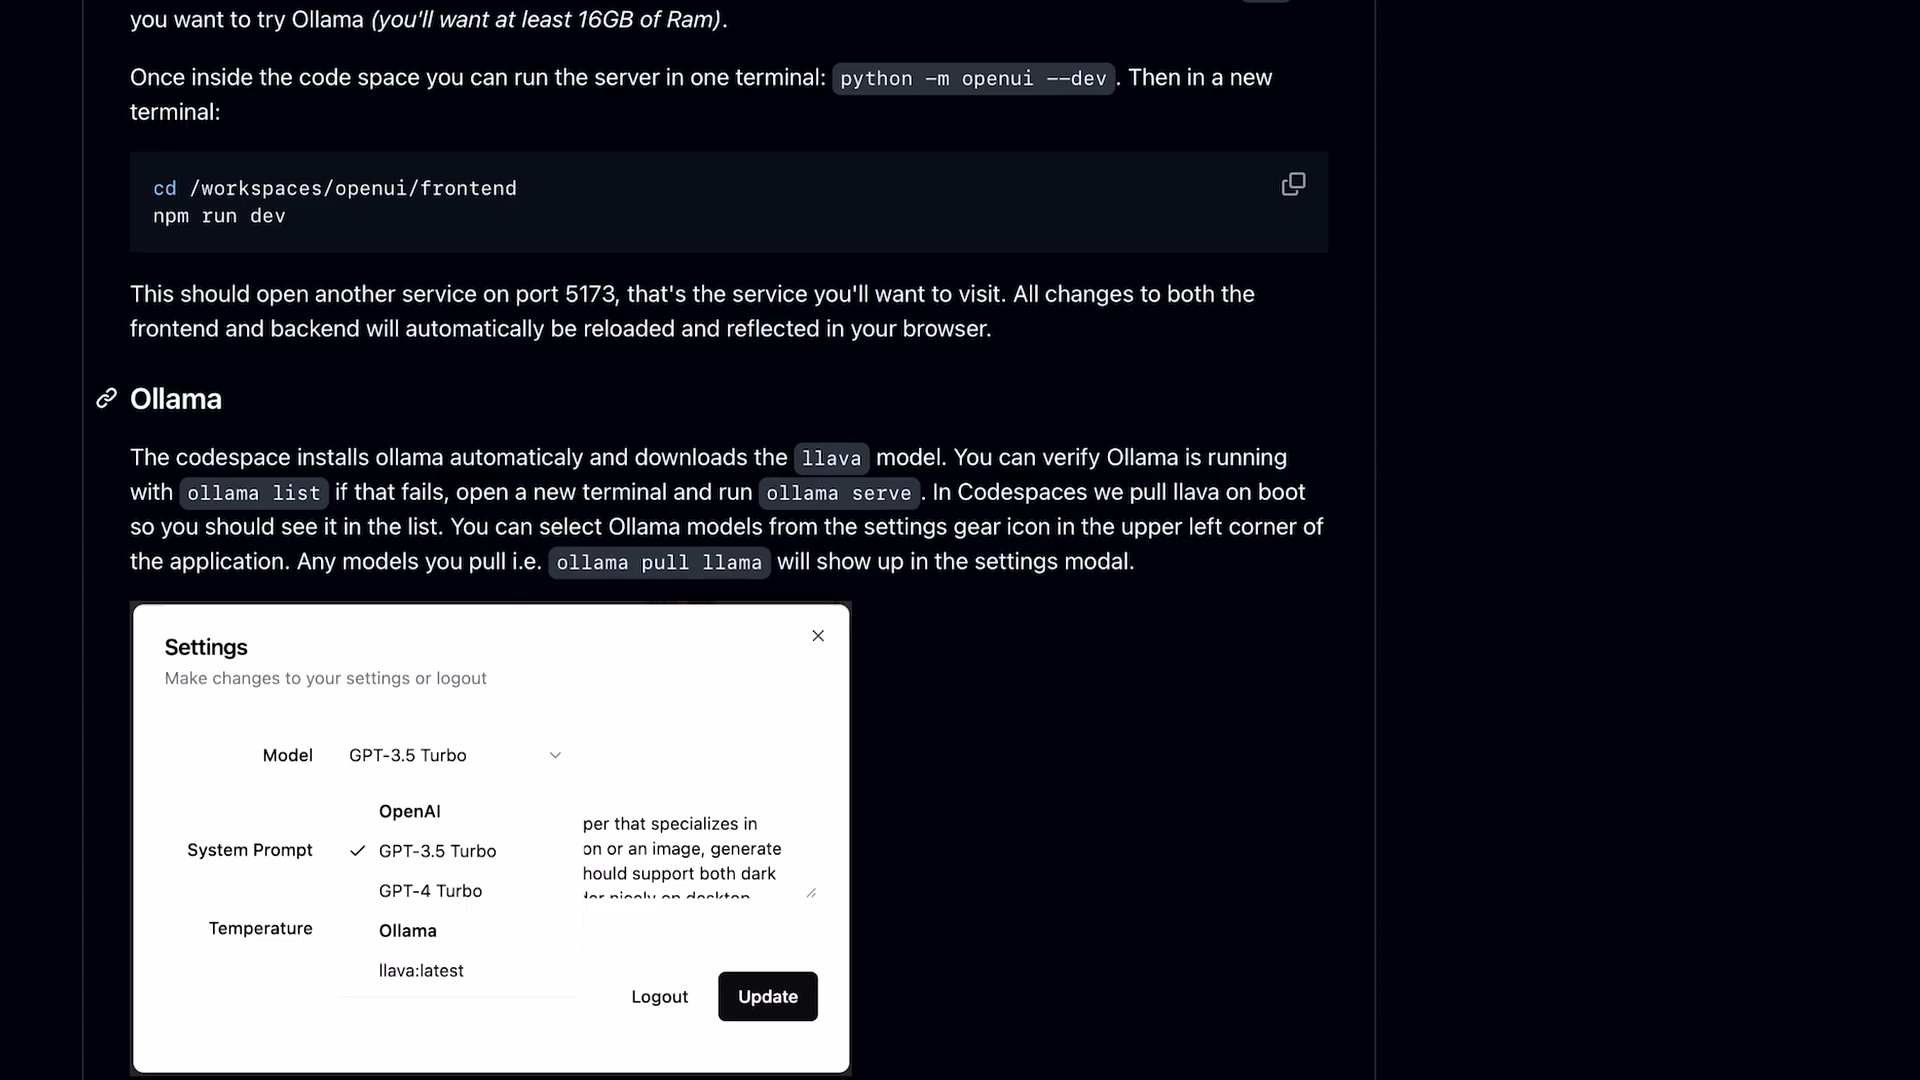 you want to try Ollama (you'll want at least 16GB of Ram).
Once inside the code space you can run the server in one terminal: python -m openui --dev. Then in a new
terminal:
cd /workspaces/openui/frontend
npm run dev
This should open another service on port 5173, that's the service you'll want to visit. All changes to both the
frontend and backend will automatically be reloaded and reflected in your browser.
Ollama
The codespace installs ollama automaticaly and downloads the llava model. You can verify Ollama is running
with ollama list if that fails, open a new terminal and run ollama serve. In Codespaces we pull llava on boot
so you should see it in the list. You can select Ollama models from the settings gear icon in the upper left corner of
the application. Any models you pull i.e. ollama pull llama will show up in the settings modal.
Settings
Make changes to your settings or logout
Model GPT-3.5 Turbo
OpenAI
per that specializes in
System Prompt GPT-3.5 Turbo on or an image, generate
hould support both dark
GPT-4 Turbo nicely on desktop
Temperature Ollama
llava:latest
Logout Update